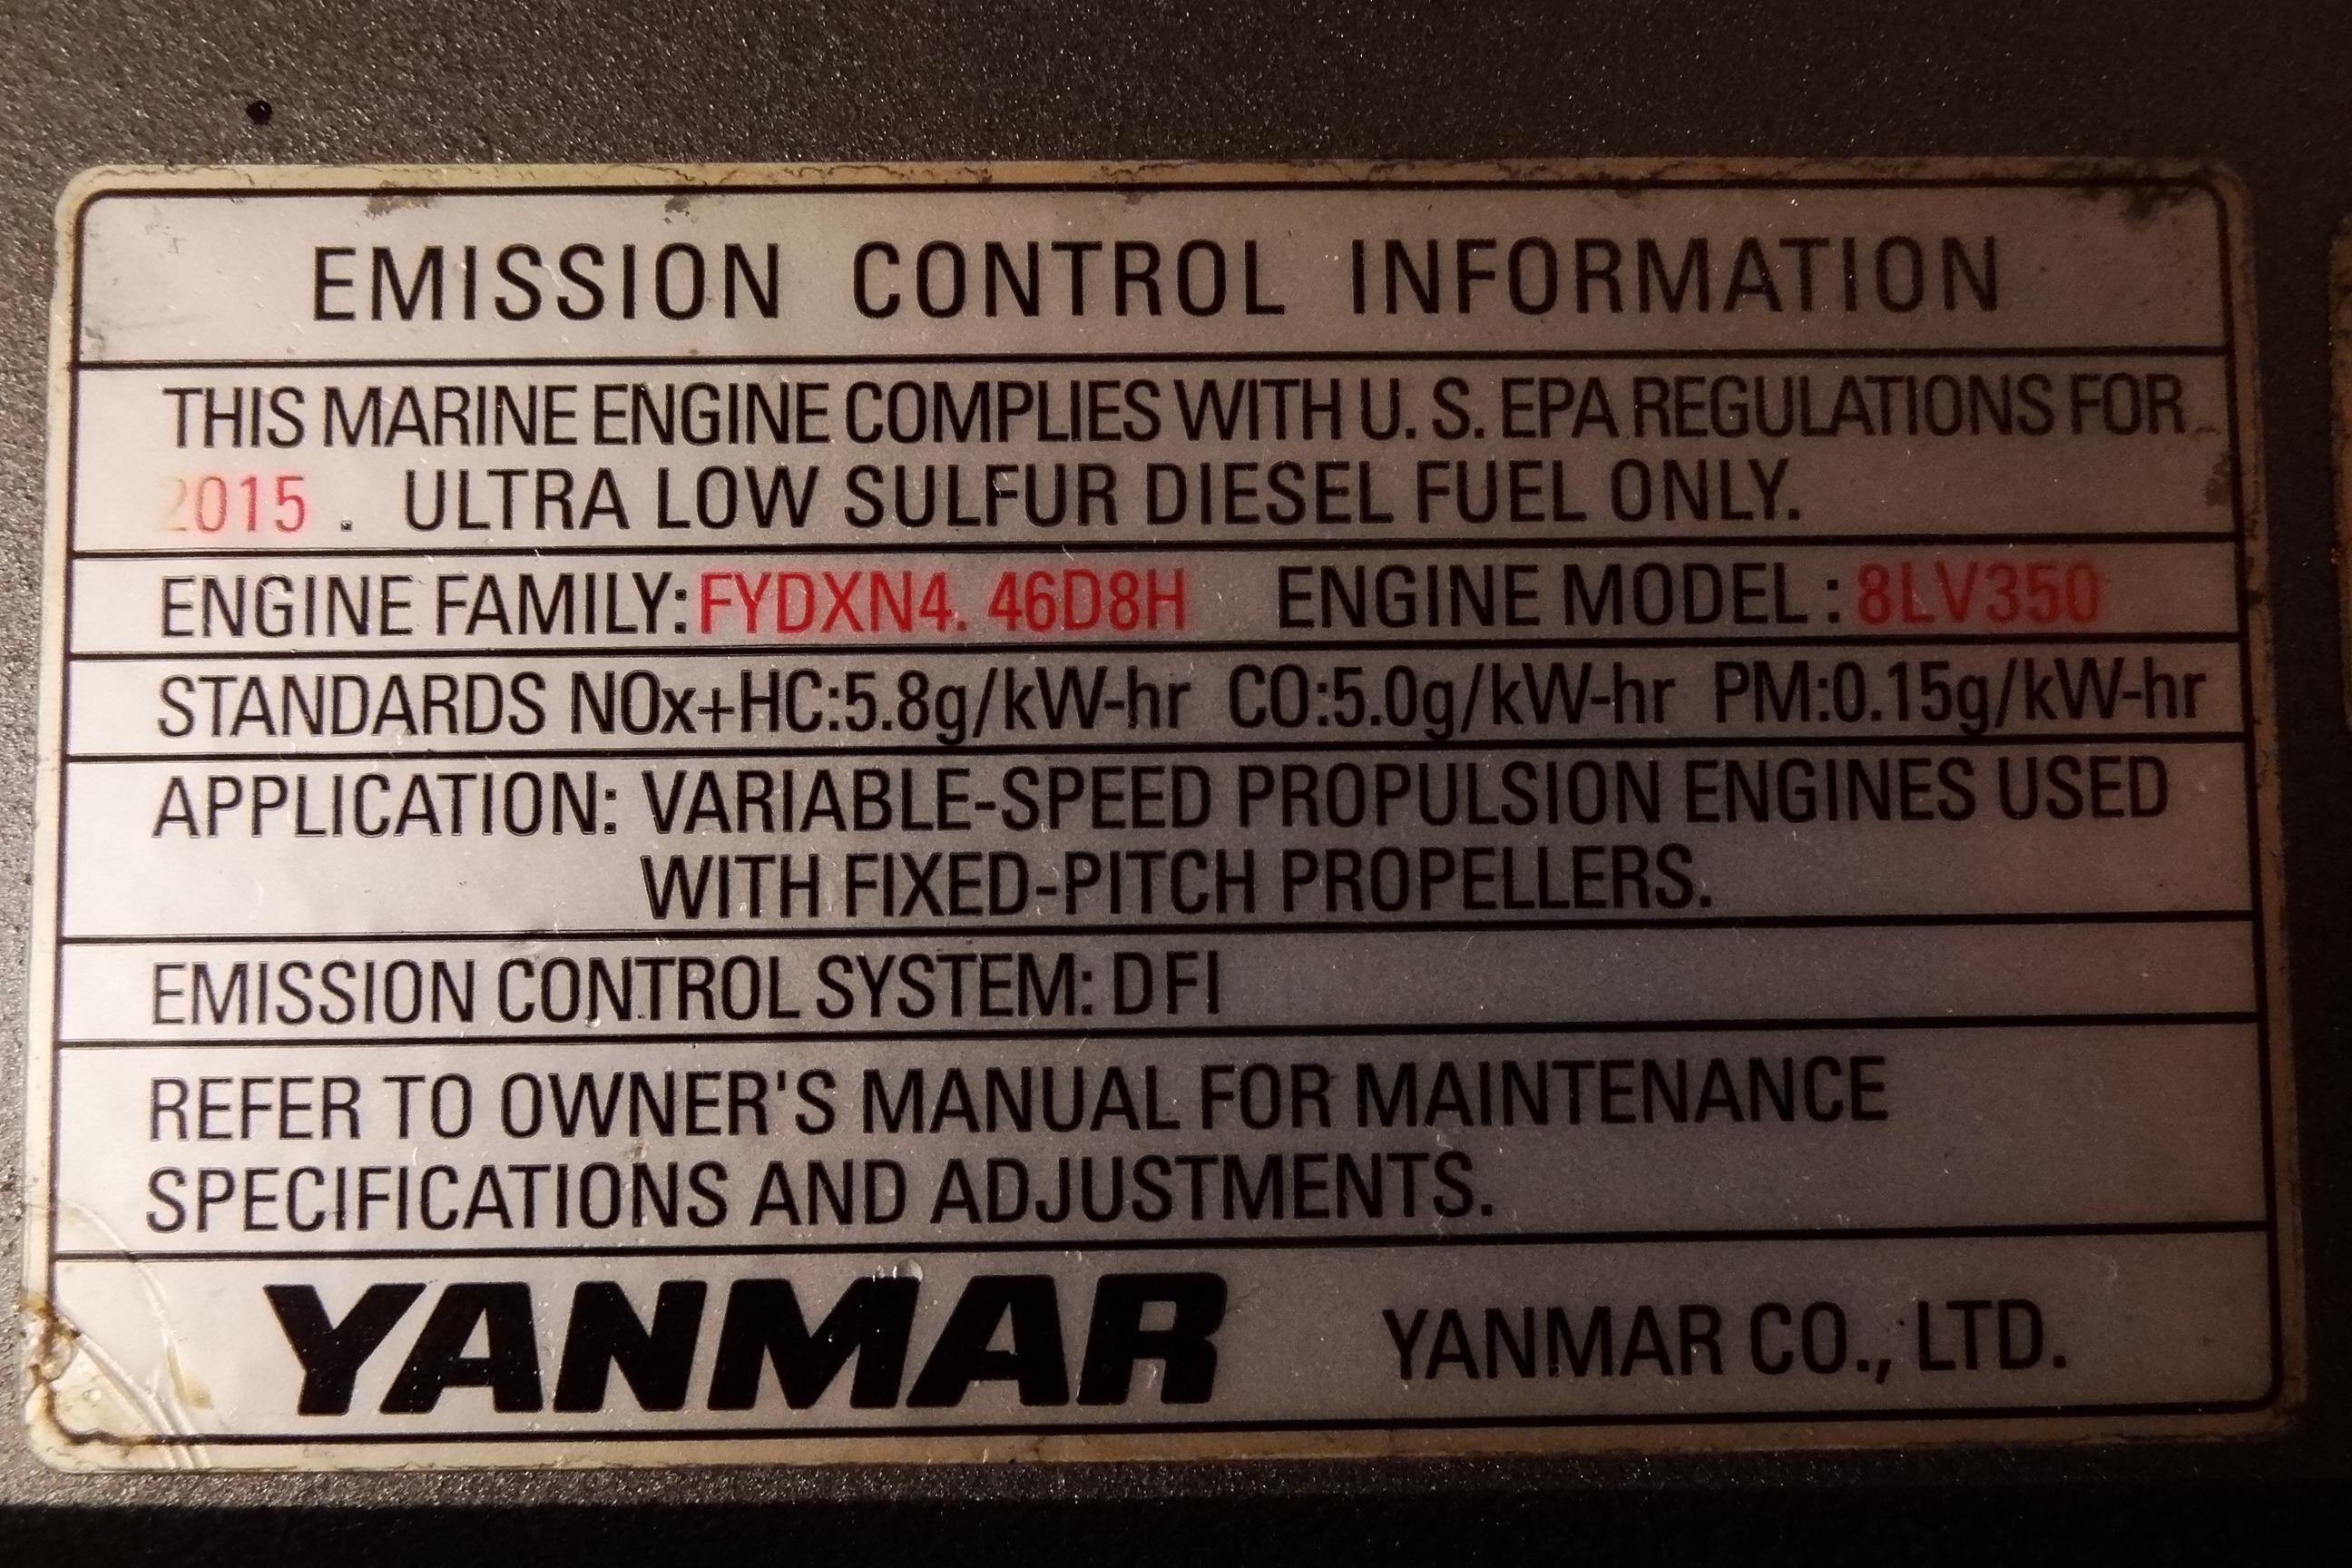 EMISSION CONTROL INFORMATION
THIS MARINE ENGINE COMPLIES WITH U. S. EPA REGULATIONS FOR
2015 . ULTRA LOW SULFUR DIESEL FUEL ONLY.
ENGINE FAMILY: FYDXN4. 46D8H ENGINE MODEL : 8LV350
STANDARDS NOx+HC:5.8g/kW-hr CO:5.0g/kW-hr PM:0.15g/kW-hr
APPLICATION: VARIABLE-SPEED PROPULSION ENGINES USED
WITH FIXED-PITCH PROPELLERS.
EMISSION CONTROL SYSTEM: DFI
REFER TO OWNER'S MANUAL FOR MAINTENANCE
SPECIFICATIONS AND ADJUSTMENTS.
YANMAR YANMAR CO., LTD.